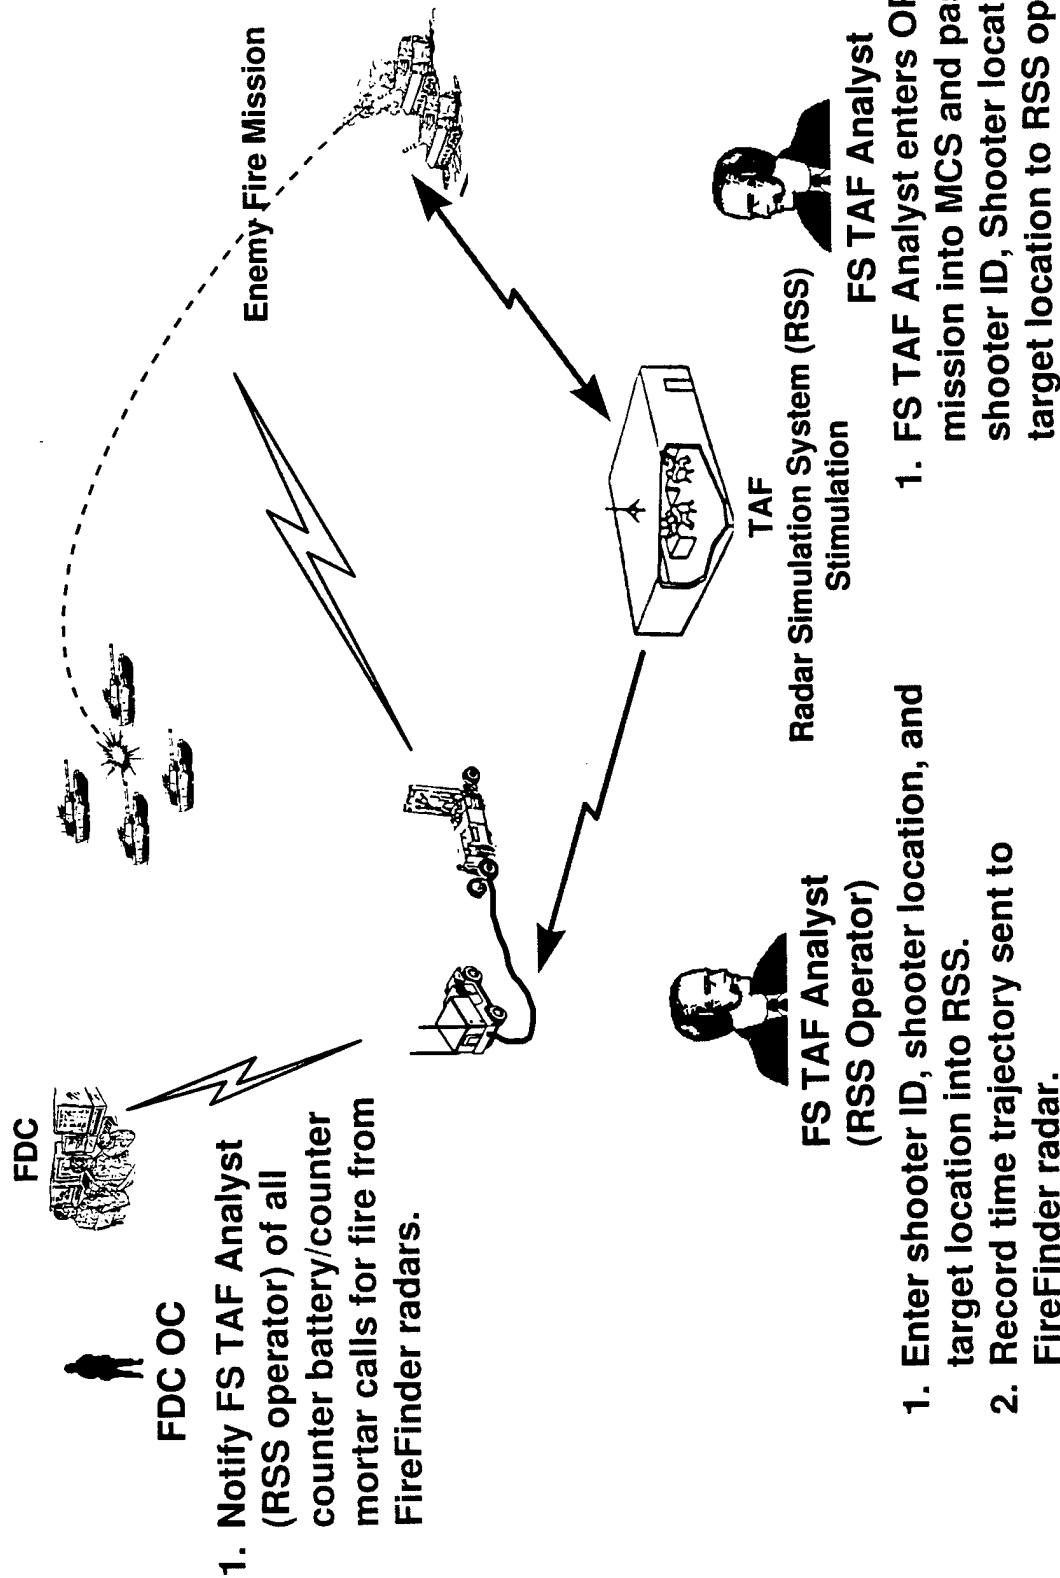 FDC
FDC OC
1. Notify FS TAF Analyst
(RSS operator) of all
counter battery/counter
mortar calls for fire from
FireFinder radars.
Enemy Fire Mission
TAF
Radar Simulation System (RSS)
Stimulation
FS TAF Analyst
(RSS Operator)
1. Enter shooter ID, shooter location, and
target location into RSS.
2. Record time trajectory sent to
FireFinder radar.
FS TAF Analyst
1. FS TAF Analyst enters
mission into MCS and
shooter ID, Shooter
target location to RSS